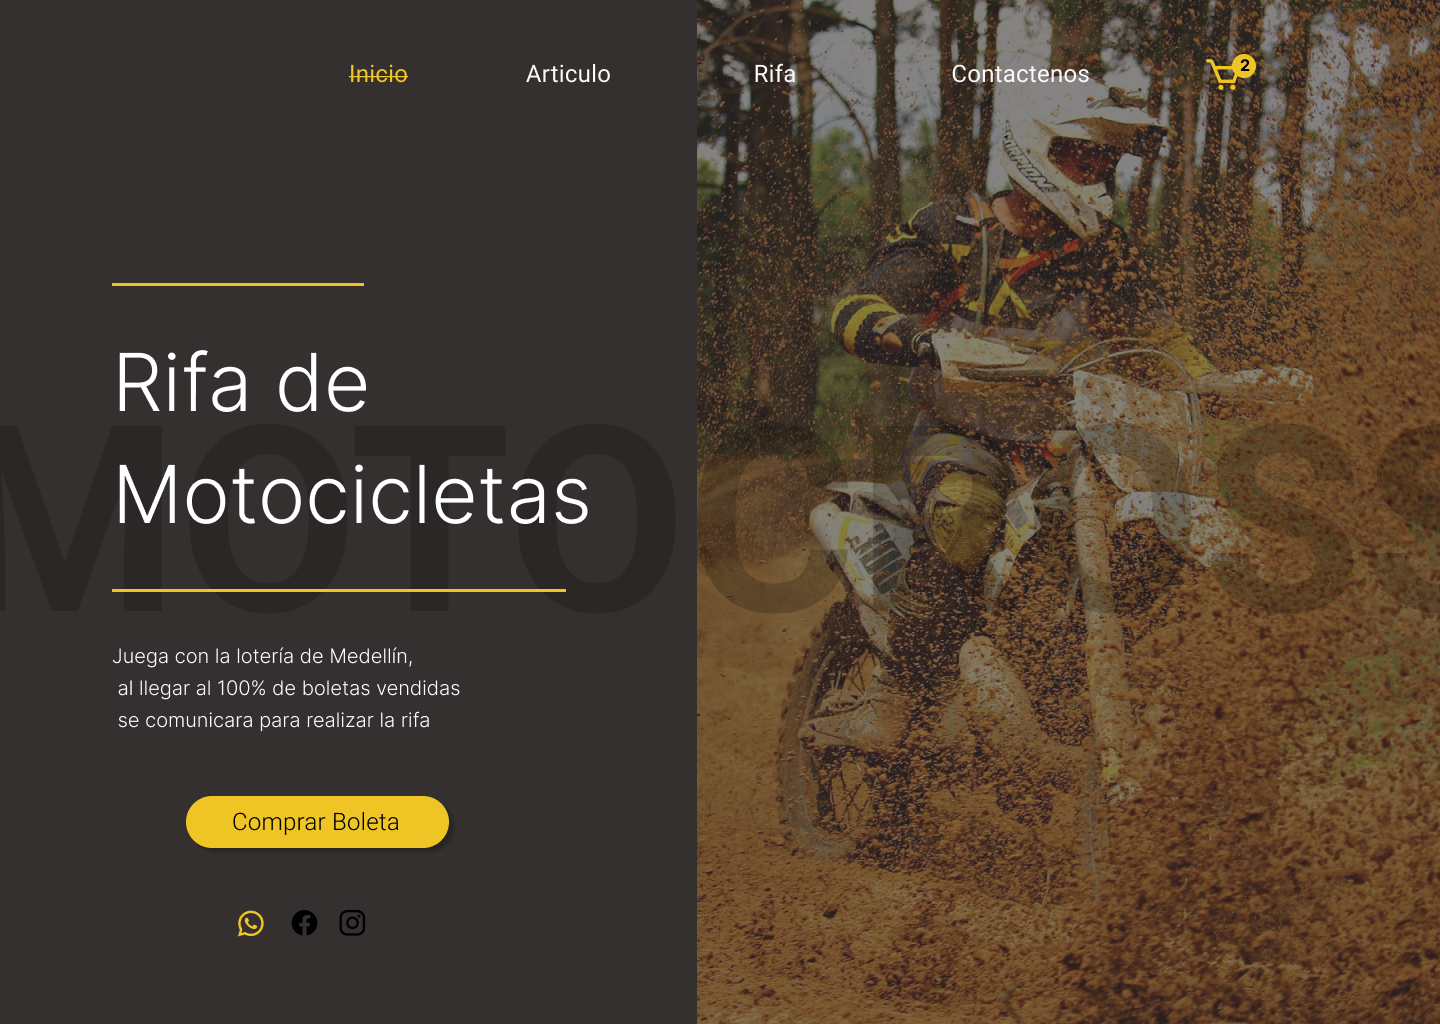 Inicio
Articulo
Rifa
Contactenos
2
Rifa de
Motocicletas
MOTOCROSS
Juega con la lotería de Medellín,
al llegar al 100% de boletas vendidas
se comunicara para realizar la rifa
Comprar Boleta